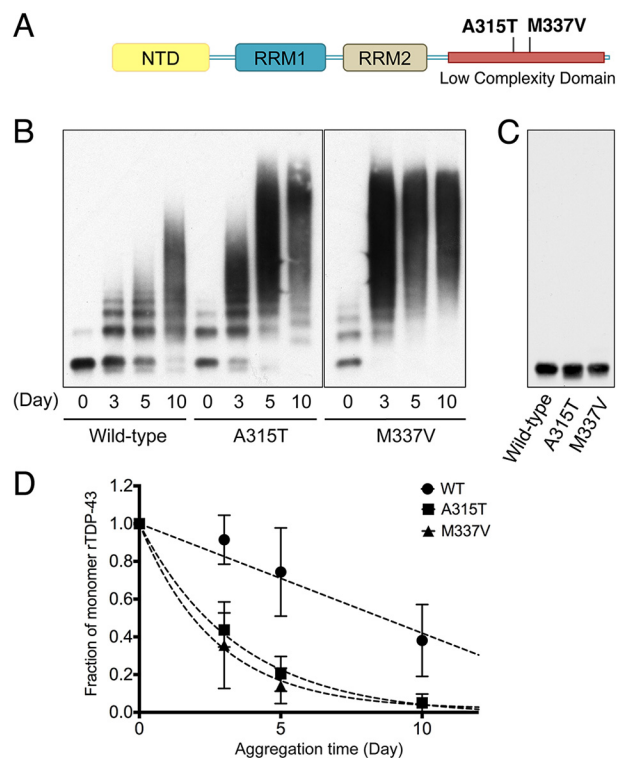 A
A315T M337V
NTD RRM1 RRM2
Low Complexity Domain
B
C
(Day) 0 3 5 10 0 3 5 10 0 3 5 10
Wild-type A315T M337V
Wild-type
A315T
M337V
D
WT
A315T
M337V
Fraction of monomer rTDP-43
1.2
1.0
0.8
0.6
0.4
0.2
0.0
0 5 10
Aggregation time (Day)